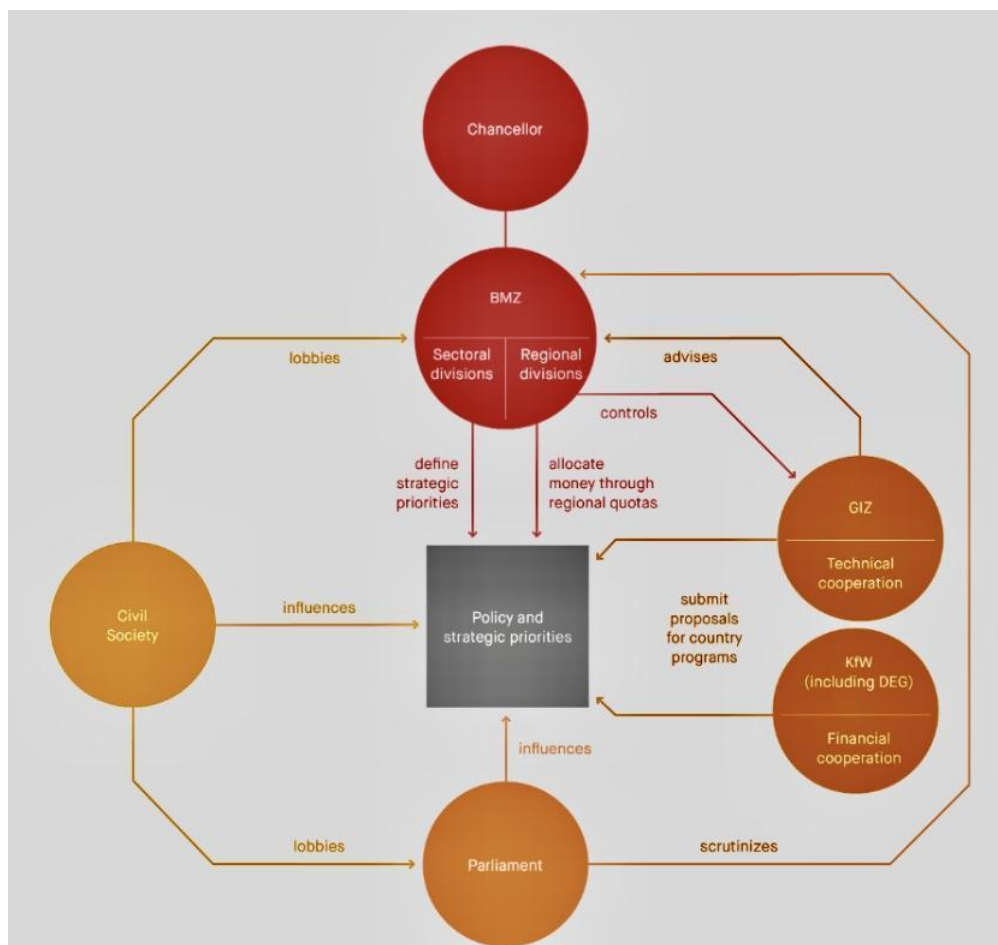 Chancellor
BMZ
Sectoral
divisions
Regional
divisions
lobbies
advises
controls
define
strategic
priorities
allocate
money through
regional quotas
GIZ
Technical
cooperation
Civil
Society
influences
Policy and
strategic priorities
submit
proposals
for country
programs
KfW
(including DEG)
Financial
cooperation
influences
lobbies
Parliament
scrutinizes